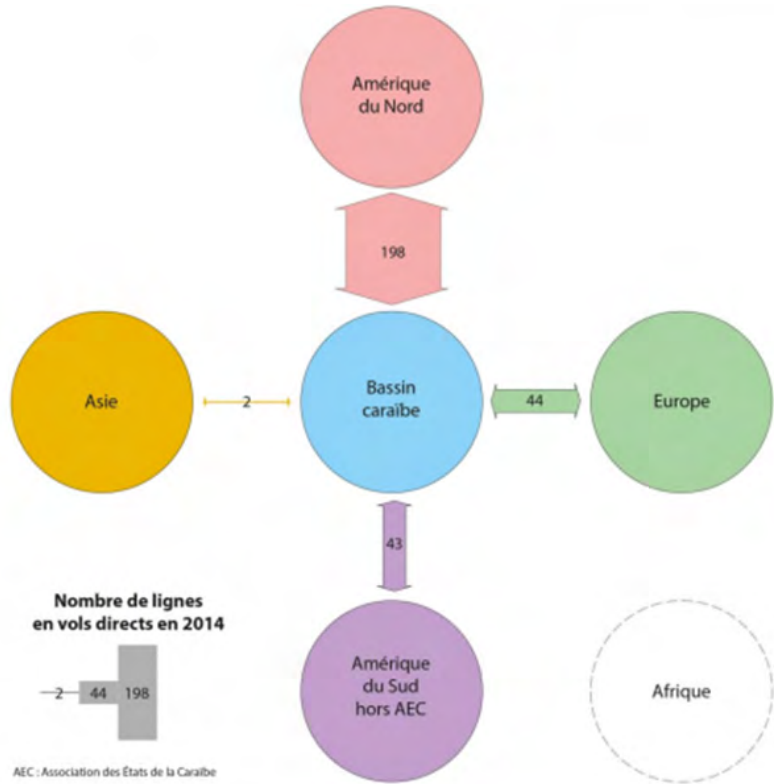 Amérique
du Nord
198
Asie
2
Bassin
caraïbe
44
Europe
43
Nombre de lignes
en vols directs en 2014
2 44 198
Amérique
du Sud
hors AEC
Afrique
AEC : Association des États de la Caraïbe